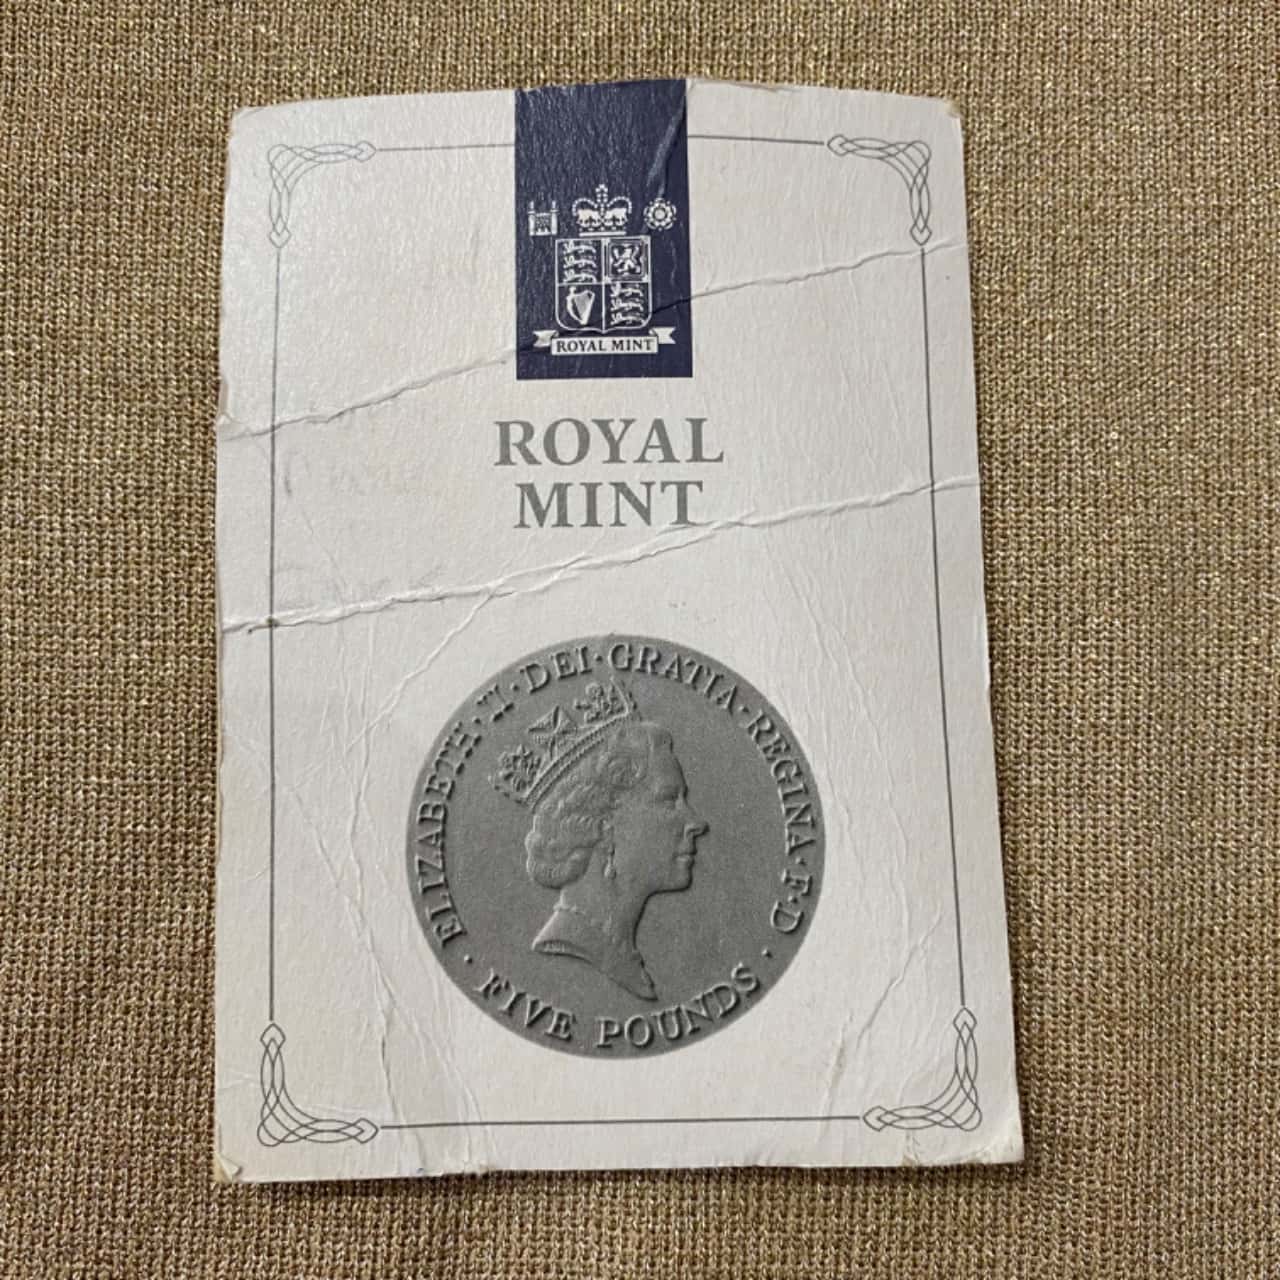 ROYAL MINT
ROYAL
MINT
ELIZABETH · II · DEI · GRATIA · REGINA · F · D ·
FIVE POUNDS ·